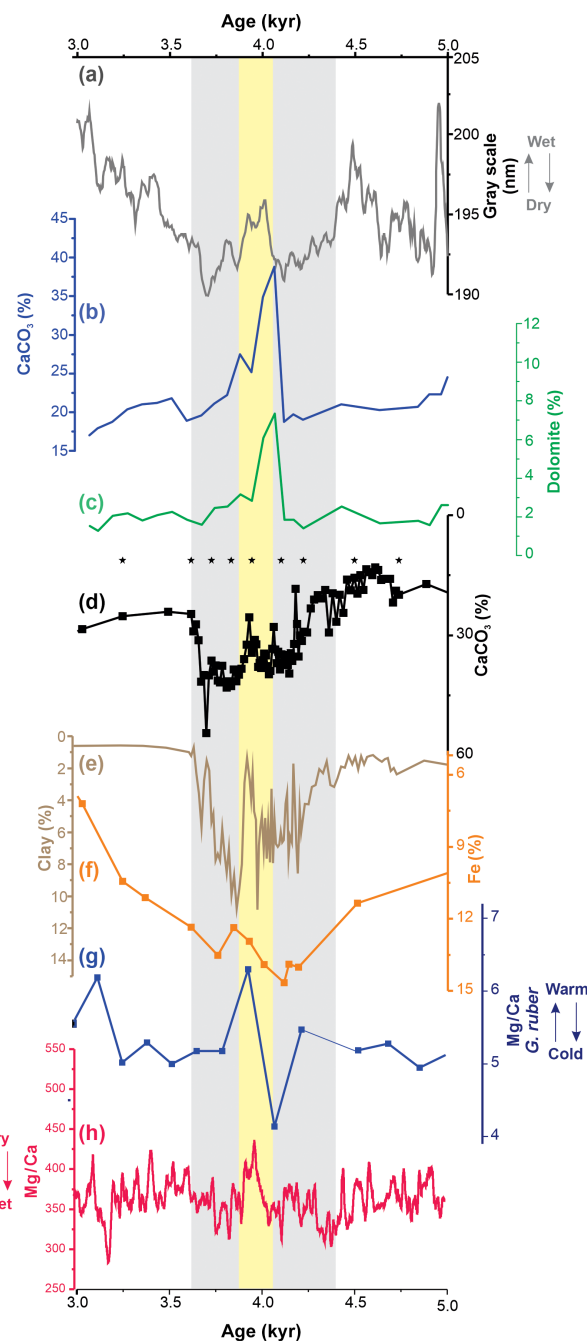 Age (kyr)
3.0 3.5 4.0 4.5 5.0
205
(a)
200
Wet
Gray scale
(nm)
195
Dry
190
45
40
35
30
25
20
15
CaCO3 (%)
(b)
12
10
8
6
4
2
0
Dolomite (%)
(c)
0
30
60
CaCO3 (%)
(d)
0
2
4
6
8
10
12
14
Clay (%)
(e)
6
9
12
15
Fe (%)
(f)
7
6
5
4
Mg/Ca
G. ruber
Warm
Cold
(g)
550
500
450
400
350
300
250
Mg/Ca
(h)
ry
et
3.0 3.5 4.0 4.5 5.0
Age (kyr)